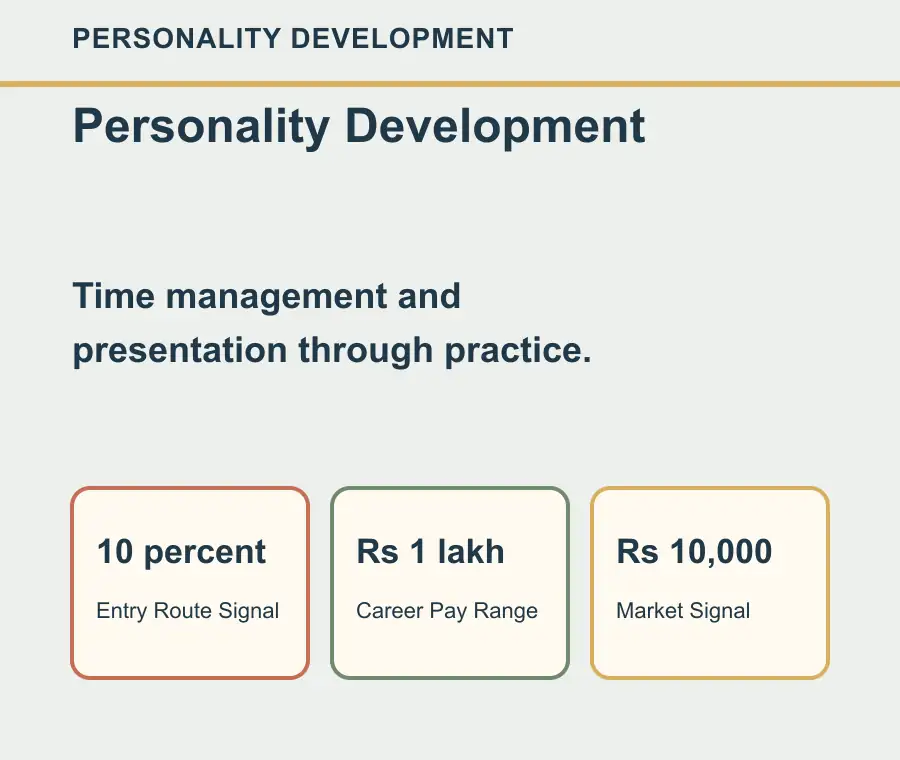 PERSONALITY DEVELOPMENT
Personality Development
Time management and
presentation through practice.
10 percent
Entry Route Signal
Rs 1 lakh
Career Pay Range
Rs 10,000
Market Signal